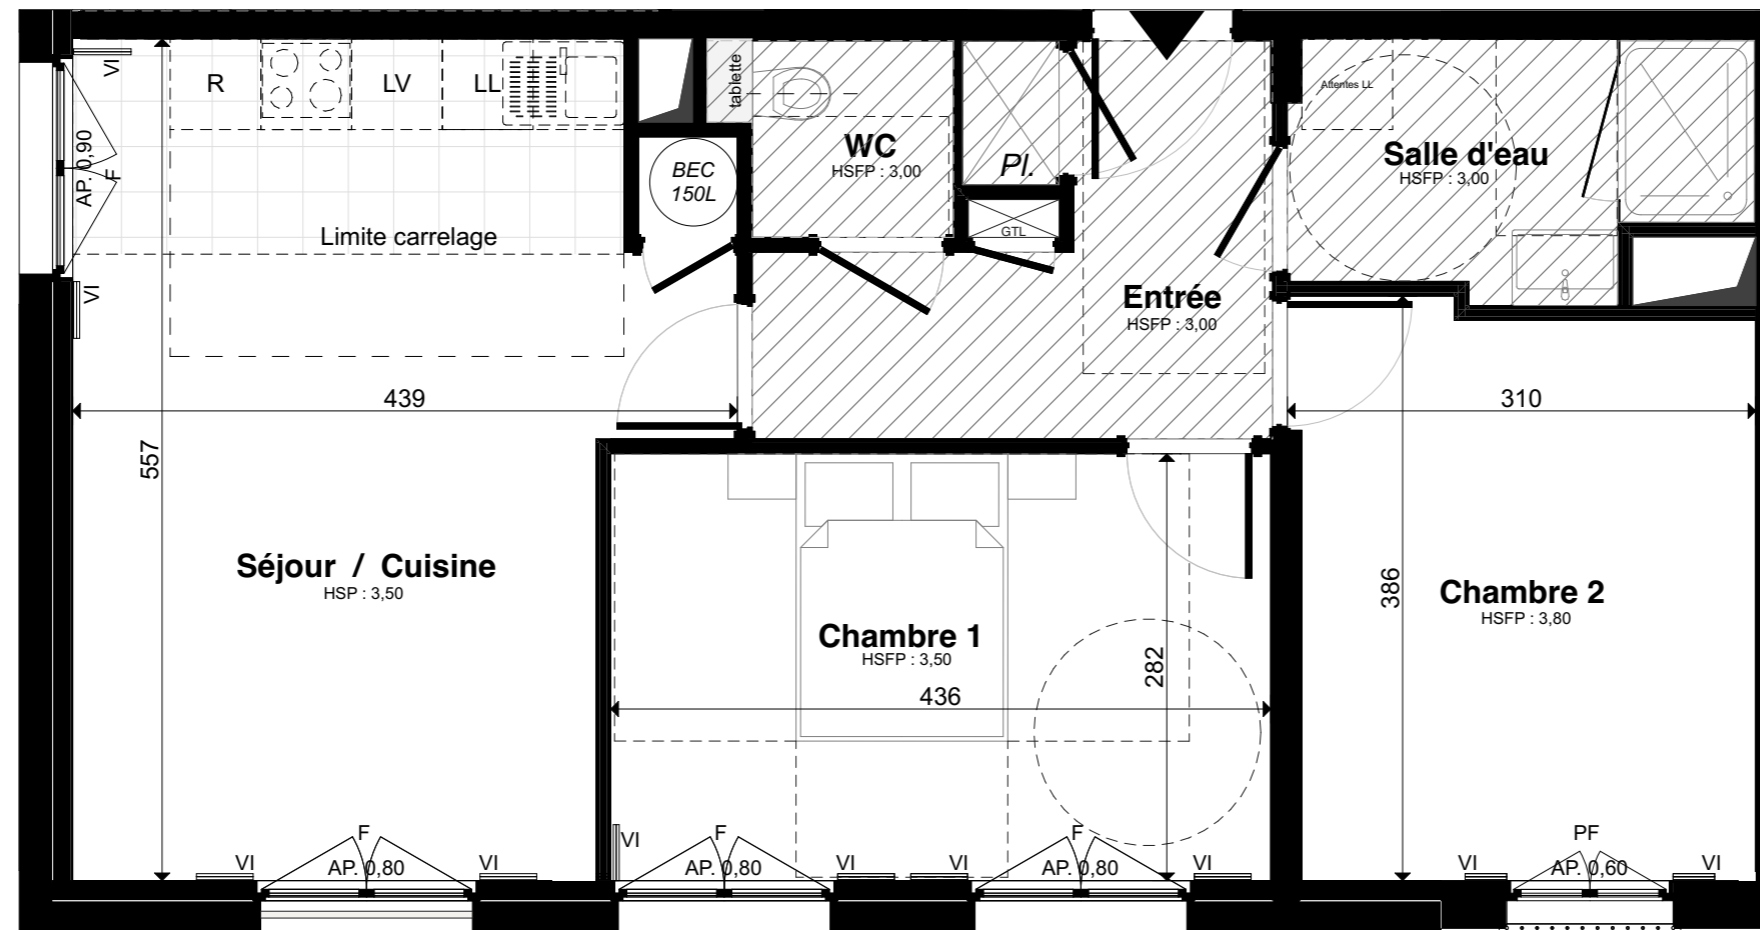 VI
R
LV
LL
AP. 0,90
F
VI
Limite carrelage
BEC
150L
tablette
WC
HSFP : 3,00
Pl.
GTL
Entrée
HSFP : 3,00
Attentes LL
Salle d'eau
HSFP : 3,00
439
557
310
Séjour / Cuisine
HSP : 3,50
Chambre 1
HSFP : 3,50
436
282
386
Chambre 2
HSFP : 3,80
VI
F
AP. 0,80
VI
VI
F
AP. 0,80
VI
VI
F
AP. 0,80
VI
VI
PF
AP. 0,60
VI